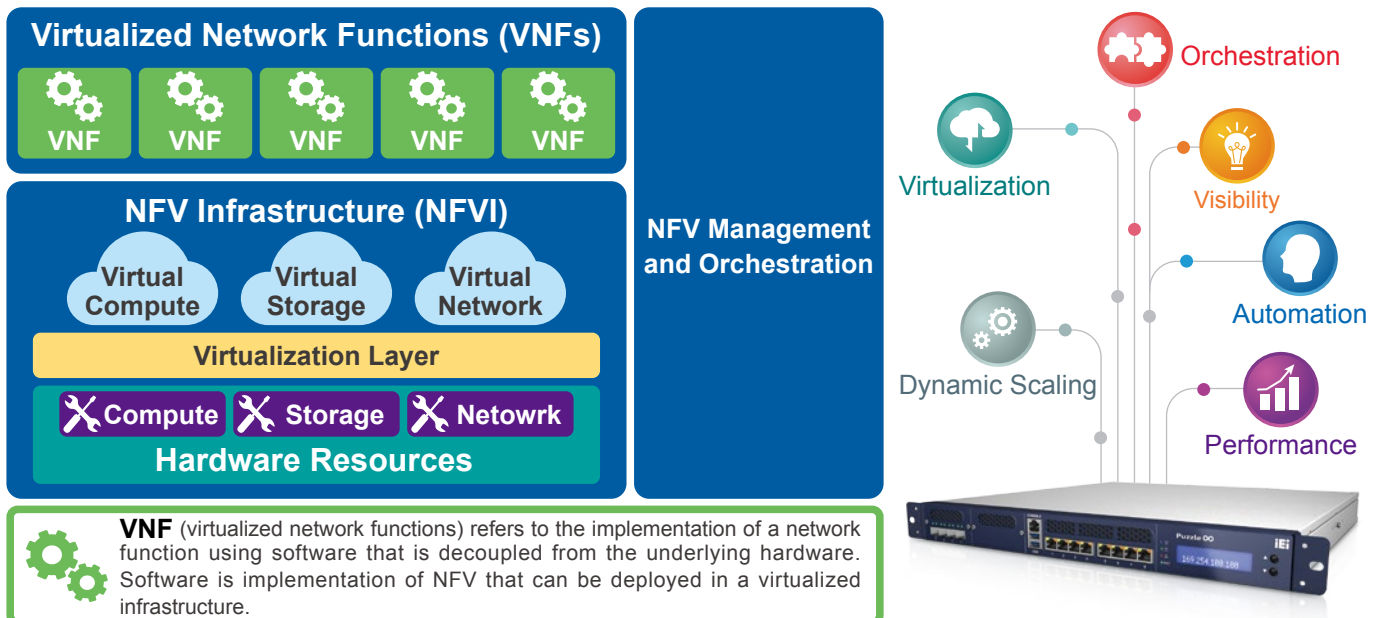 Virtualized Network Functions (VNFs)
VNF
VNF
VNF
VNF
VNF
NFV Infrastructure (NFVI)
Virtual
Compute
Virtual
Storage
Virtual
Network
Virtualization Layer
Compute
Storage
Netowrk
Hardware Resources
NFV Management
and Orchestration
VNF (virtualized network functions) refers to the implementation of a network
function using software that is decoupled from the underlying hardware.
Software is implementation of NFV that can be deployed in a virtualized
infrastructure.
Orchestration
Virtualization
Visibility
Automation
Dynamic Scaling
Performance
Puzzle
iEi
169.254.100.100